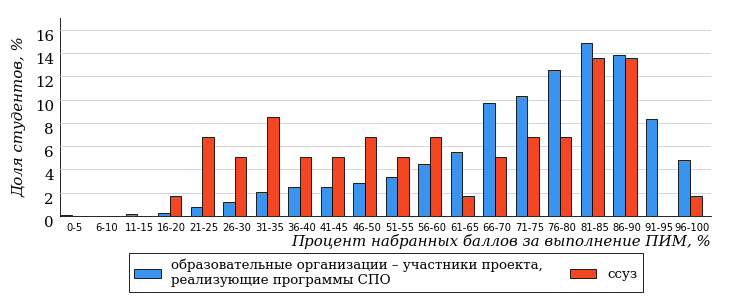 Доля студентов, %
16
14
12
10
8
6
4
2
0
0-5 6-10 11-15 16-20 21-25 26-30 31-35 36-40 41-45 46-50 51-55 56-60 61-65 66-70 71-75 76-80 81-85 86-90 91-95 96-100
Процент набранных баллов за выполнение ПИМ, %
образовательные организации – участники проекта,
реализующие программы СПО
ссуз